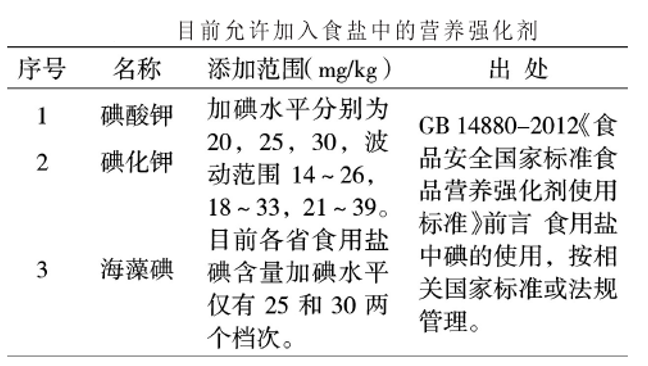 目前允许加入食盐中的营养强化剂
序号 名称 添加范围(mg/kg) 出 处
1 碘酸钾
2 碘化钾
3 海藻碘
加碘水平分别为
20，25，30，波
动范围 14~26，
18~33，21~39。
目前各省食用盐
碘含量加碘水平
仅有 25 和 30 两
个档次。
GB 14880–2012《食
品安全国家标准食
品营养强化剂使用
标准》前言 食用盐
中碘的使用，按相
关国家标准或法规
管理。